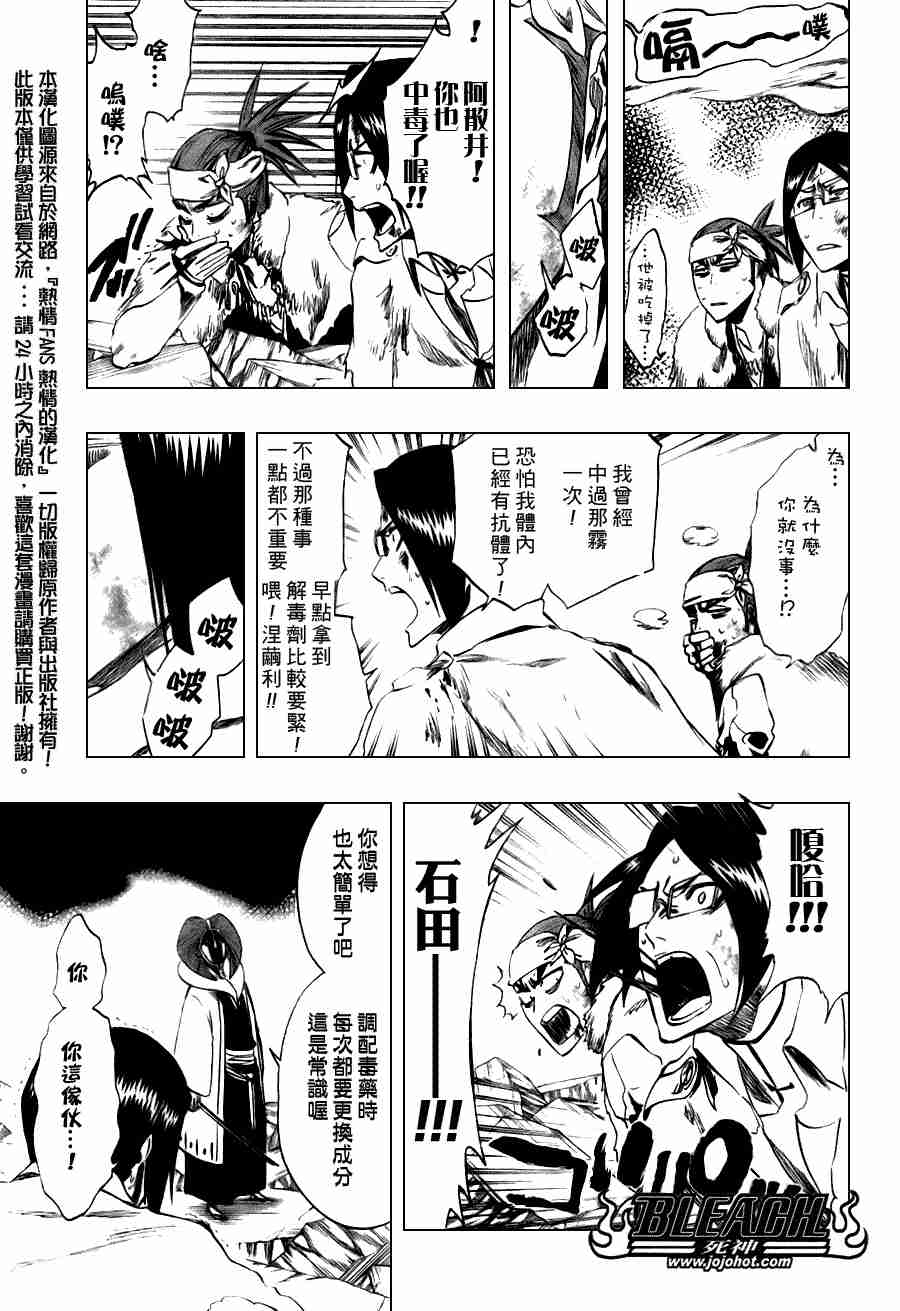 噗
嗝～～
…他被吃掉了…
啵
啵
！
阿散井！
你也
中毒了喔!!
啥…
嗚噗!?
為…
為什麼
你就沒事…!?
我曾經
中過那霧
一次！
恐怕我體內
已經有抗體了！
不過那種事
一點都不重要
早點拿到
解毒劑比較要緊！
喂！涅繭利!!
啵
啵
啵
嗄哈!!!
石田——!!!
你想得
也太簡單了吧
調配毒藥時
每次都要更換成分
這是常識喔
你
你這傢伙…！
BLEACH
死神
www.jojohot.com
本漢化圖源來自於網路，『熱情FANS熱情的漢化』一切版權歸原作者與出版社擁有！
此版本僅供學習試看交流…請24小時之內消除，喜歡這套漫畫請購買正版！謝謝。